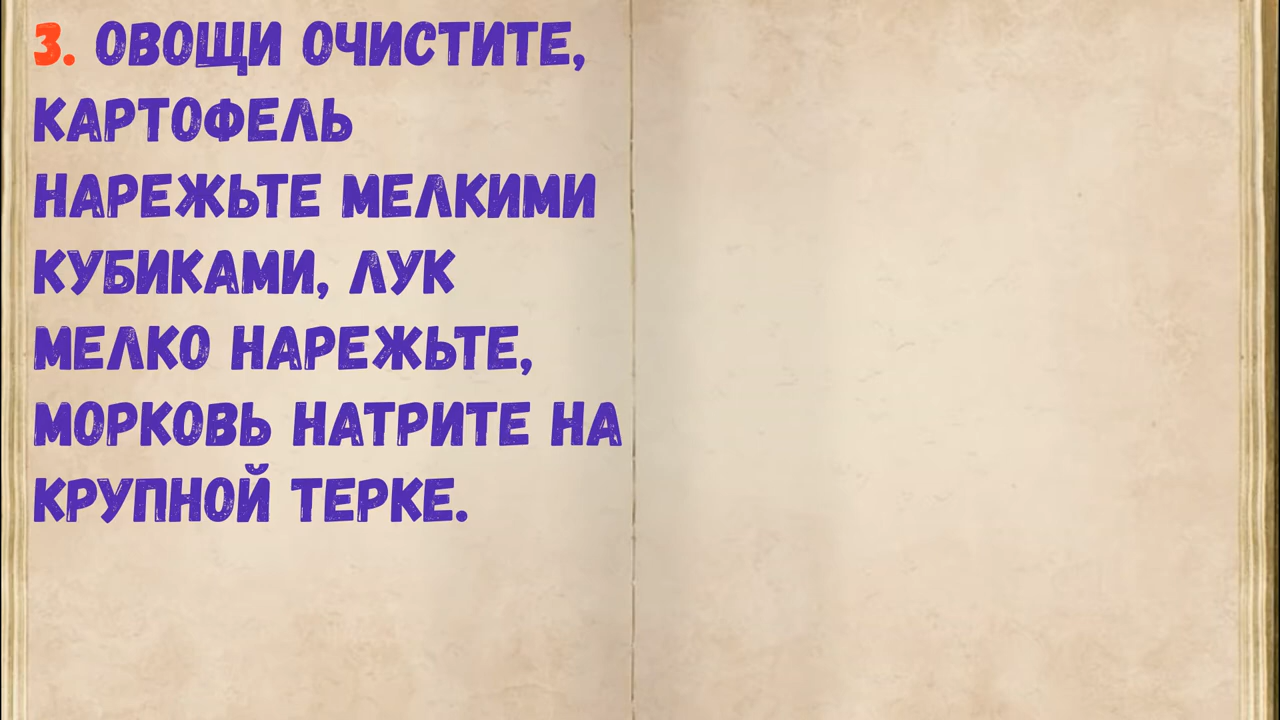 3. ОВОЩИ ОЧИСТИТЕ,
КАРТОФЕЛЬ
НАРЕЖЬТЕ МЕЛКИМИ
КУБИКАМИ, ЛУК
МЕЛКО НАРЕЖЬТЕ,
МОРКОВЬ НАТРИТЕ НА
КРУПНОЙ ТЕРКЕ.